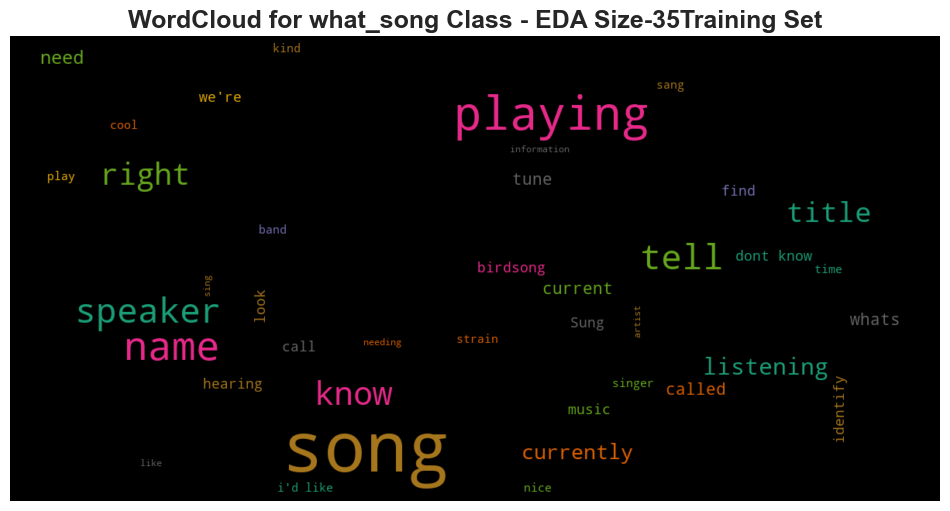 WordCloud for what_song Class - EDA Size-35Training Set
kind
need
sang
we're
playing
cool
information
right
play
tune
find
title
band
tell
dont know
birdsong
time
sing
current
look
speaker
artist
Sung
whats
name
needing
strain
call
listening
hearing
singer
know
called
identify
music
song
currently
like
i'd like
nice